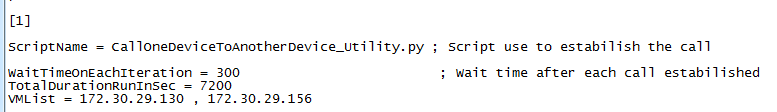 [1]
ScriptName = CallOneDeviceToAnotherDevice_Utility.py ; Script use to estabilish the call
WaitTimeOnEachIteration = 300 ; Wait time after each call estabilished
TotalDurationRunInSec = 7200
VMList = 172.30.29.130 , 172.30.29.156